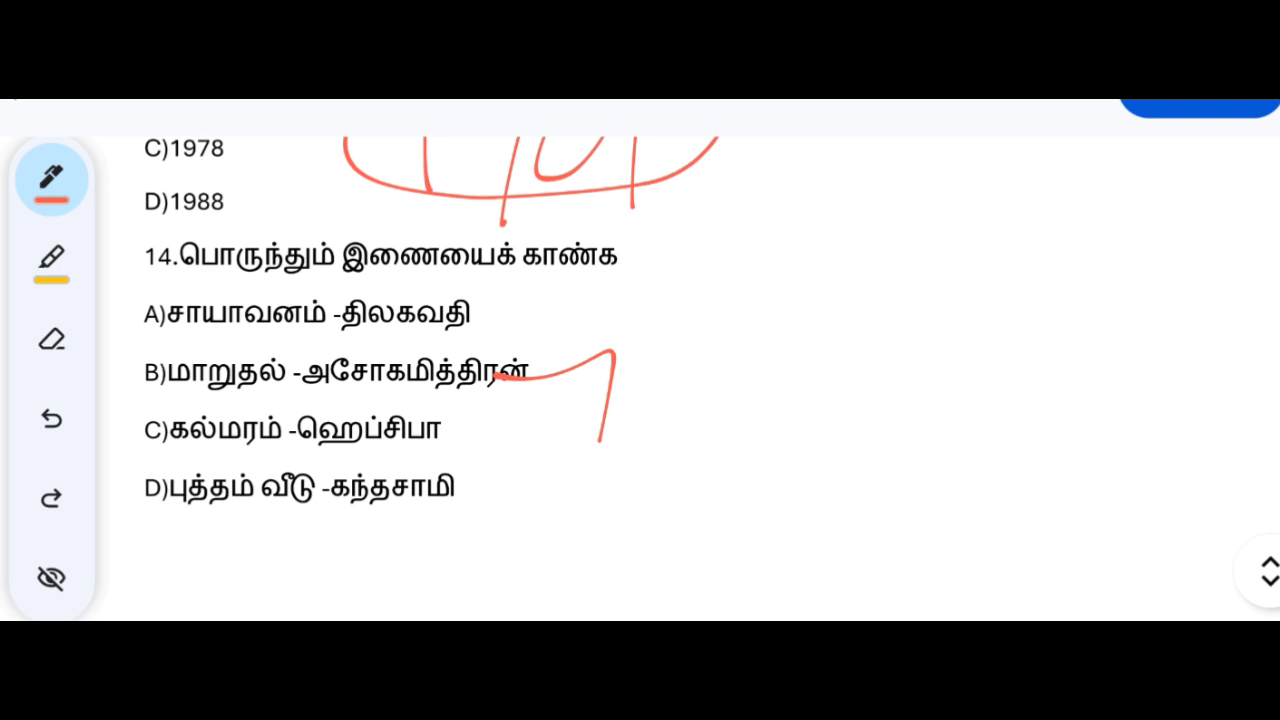 C)1978
D)1988
14.பொருந்தும் இணையைக் காண்க
A)சாயாவனம் -திலகவதி
B)மாறுதல் -அசோகமித்திரன்
C)கல்மரம் -ஹெப்சிபா
D)புத்தம் வீடு -கந்தசாமி